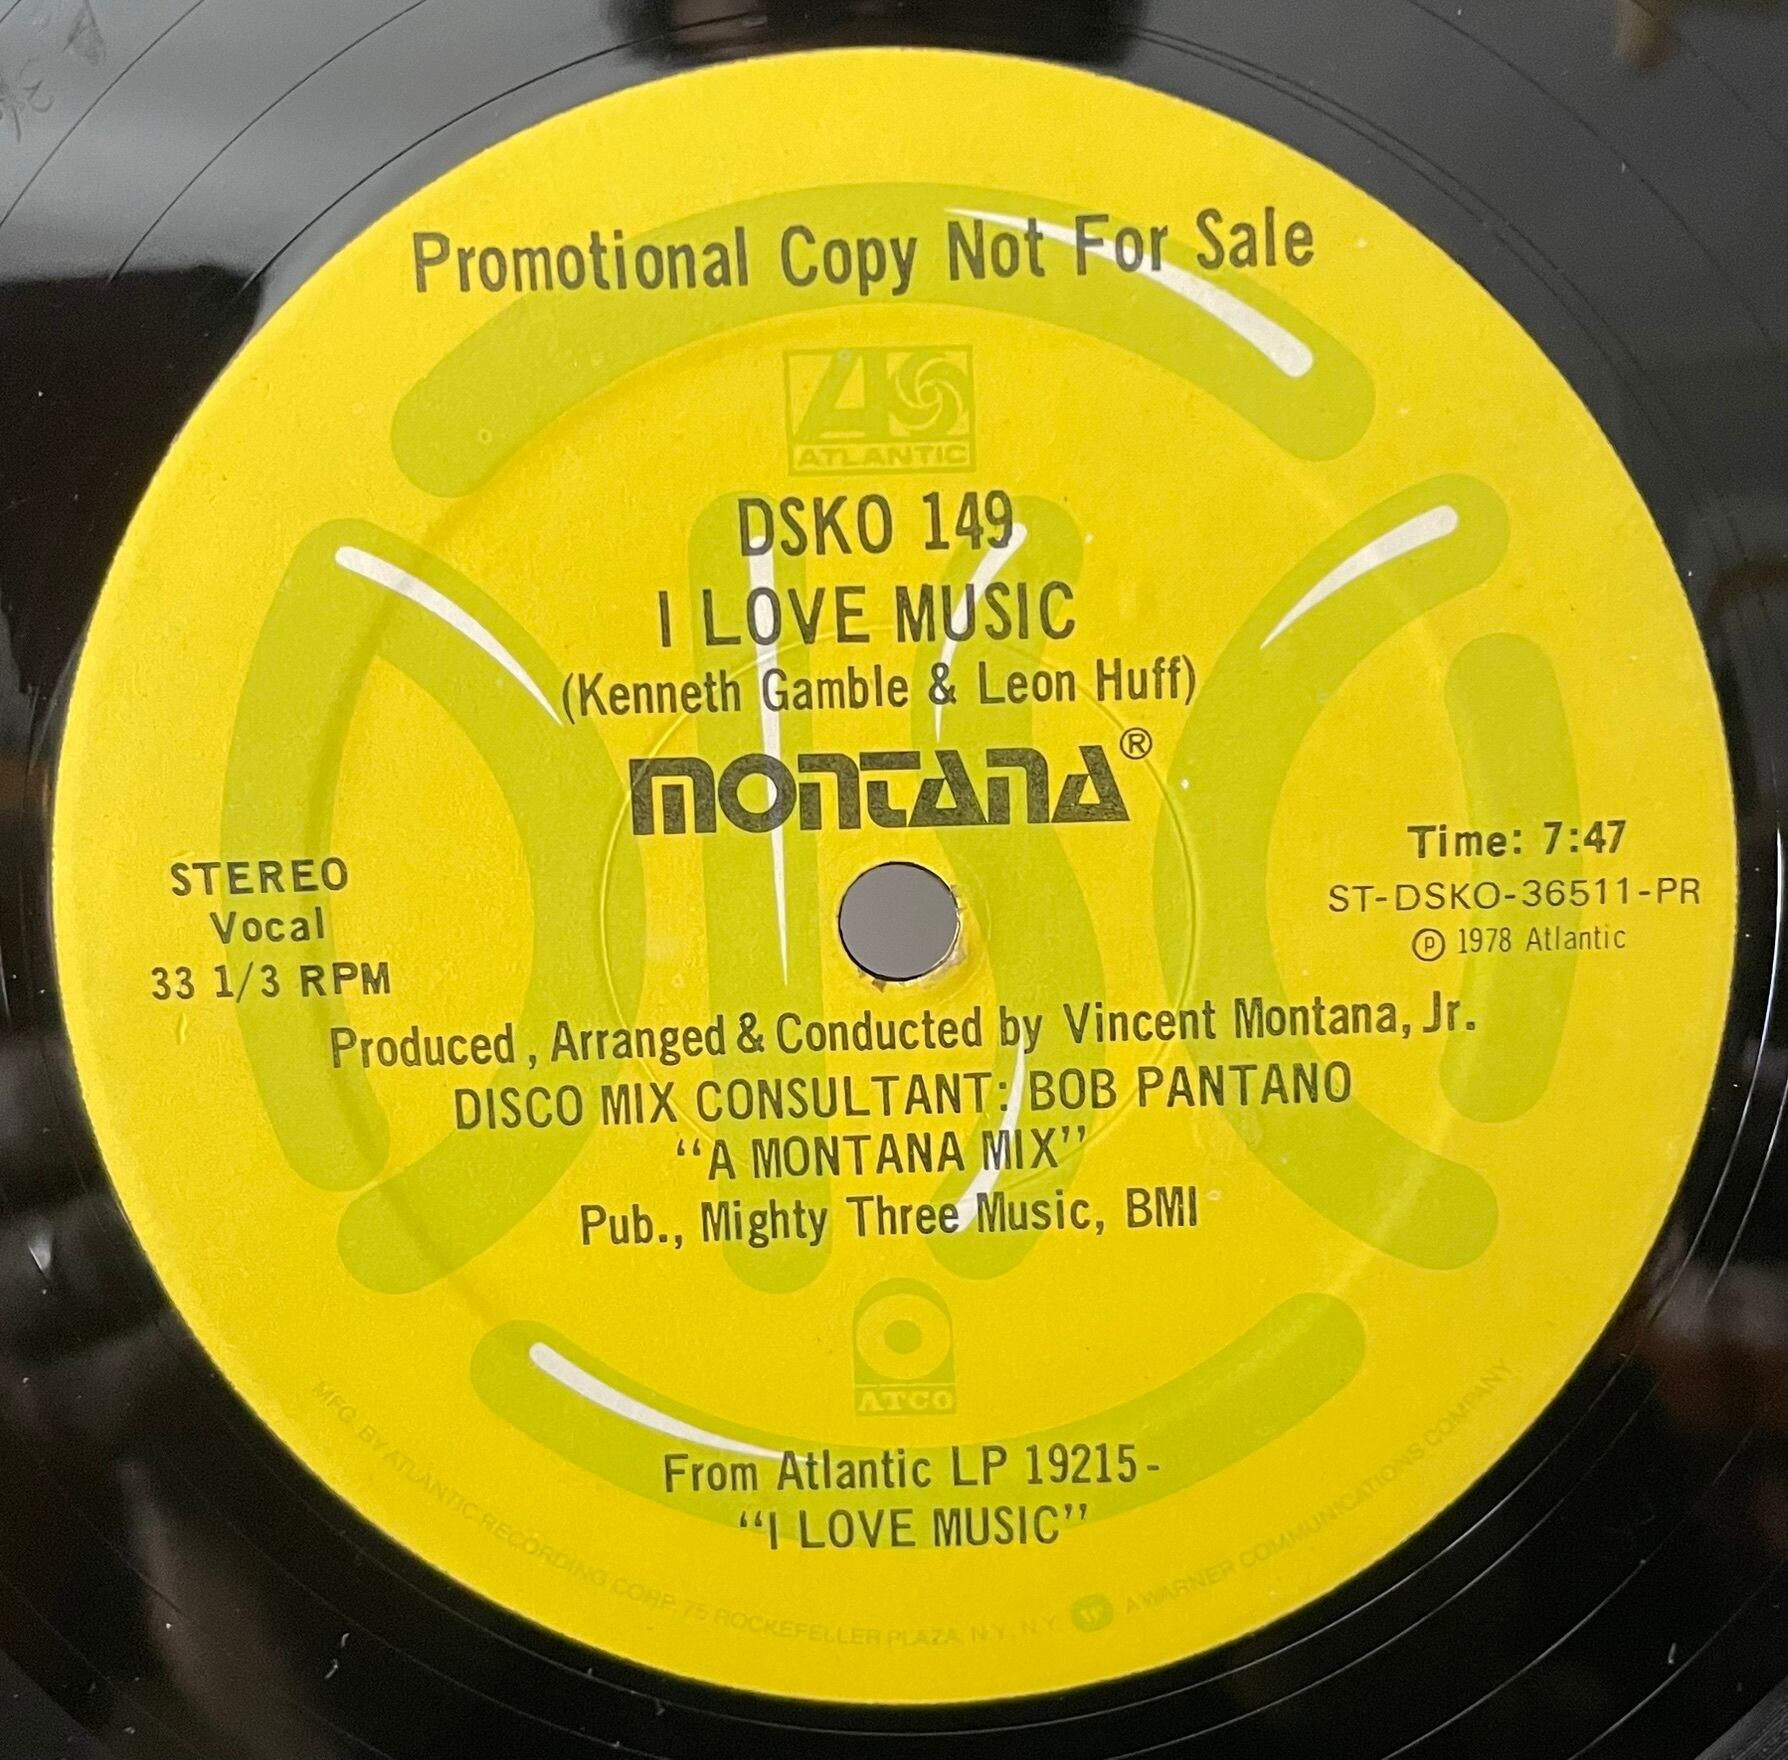 Promotional Copy Not For Sale
ATLANTIC
DSKO 149
I LOVE MUSIC
(Kenneth Gamble & Leon Huff)
MONTANA®
STEREO
Vocal
33 1/3 RPM
Time: 7:47
ST-DSKO-36511-PR
℗ 1978 Atlantic
Produced, Arranged & Conducted by Vincent Montana, Jr.
DISCO MIX CONSULTANT: BOB PANTANO
“A MONTANA MIX”
Pub., Mighty Three Music, BMI
ATCO
From Atlantic LP 19215-
“I LOVE MUSIC”
MFG. BY ATLANTIC RECORDING CORP. 75 ROCKEFELLER PLAZA, N.Y., N.Y. A WARNER COMMUNICATIONS COMPANY
DISCO